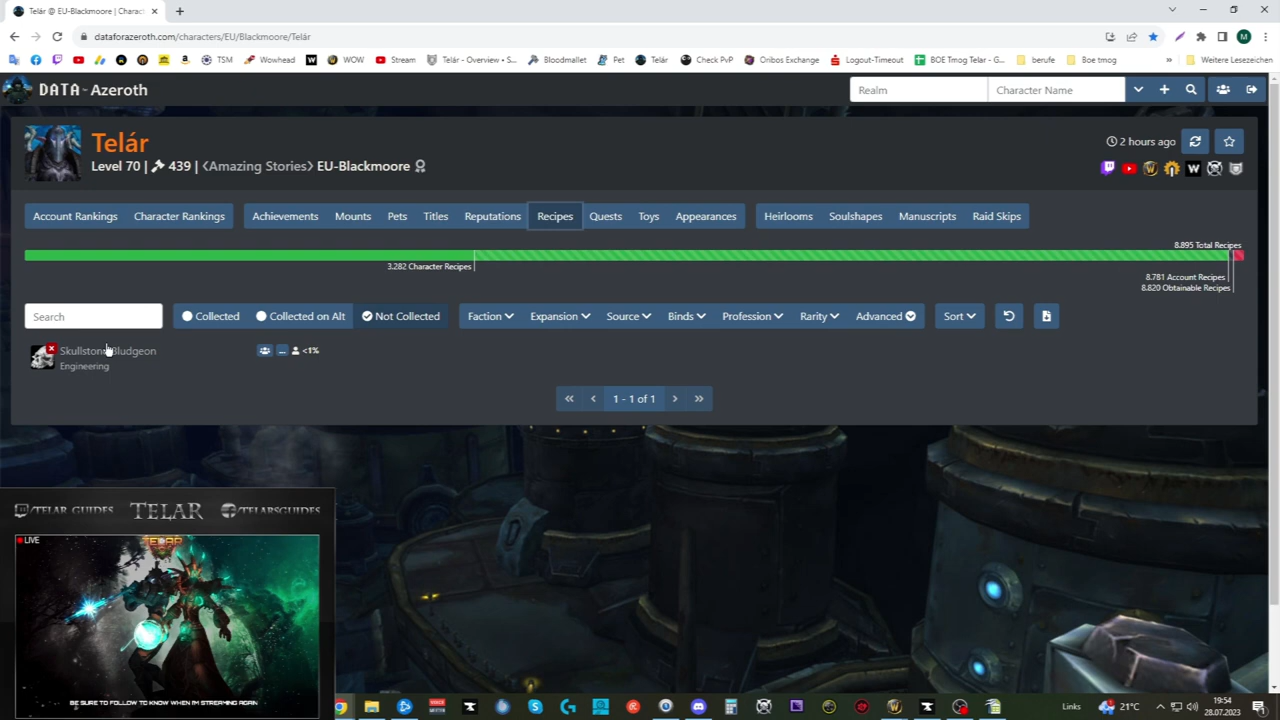 Telár @ EU-Blackmoore | Charac
dataforazeroth.com/characters/EU/Blackmoore/Telár
TSM
Wowhead
WOW
Stream
Telár - Overview • S...
Bloodmallet
Pet
Telár
Check PvP
Oribos Exchange
Logout-Timeout
BOE Tmog Telar - G...
berufe
Boe tmog
»
Weitere Lesezeichen
DATA Azeroth
Realm
Character Name
Telár
2 hours ago
Level 70 | 439 | <Amazing Stories> EU-Blackmoore
Account Rankings
Character Rankings
Achievements
Mounts
Pets
Titles
Reputations
Recipes
Quests
Toys
Appearances
Heirlooms
Soulshapes
Manuscripts
Raid Skips
8.895 Total Recipes
3.282 Character Recipes
8.781 Account Recipes
8.820 Obtainable Recipes
Search
Collected
Collected on Alt
Not Collected
Faction
Expansion
Source
Binds
Profession
Rarity
Advanced
Sort
Bludgeon
Engineering
... <1%
« ‹ 1 - 1 of 1 › »
/TELAR GUIDES
TELAR
/TELARSGUIDES
LIVE
BE SURE TO FOLLOW TO KNOW WHEN I'M STREAMING AGAIN
Links
21°C
19:54
28.07.2023